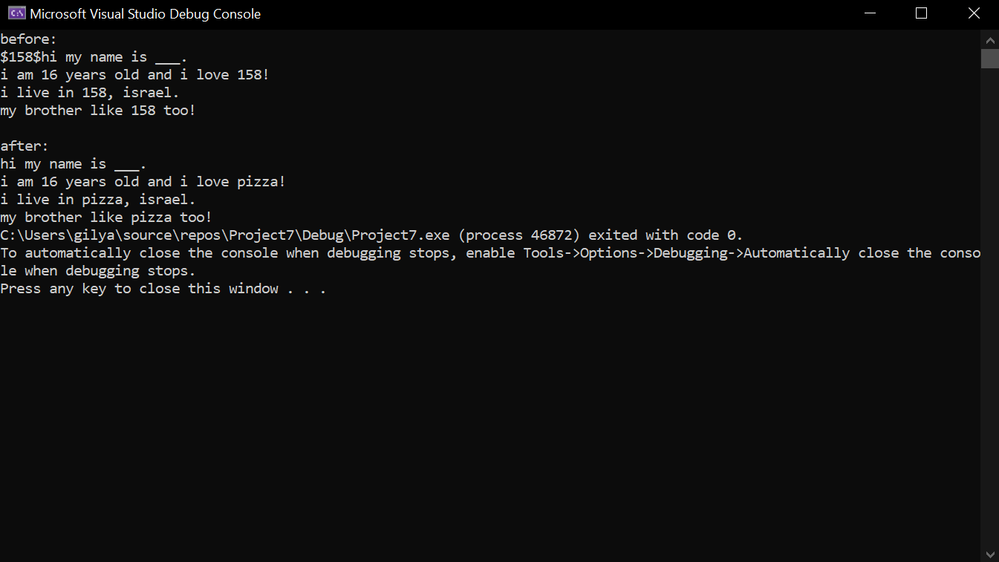 Microsoft Visual Studio Debug Console
before:
$158$hi my name is ___.
i am 16 years old and i love 158!
i live in 158, israel.
my brother like 158 too!
after:
hi my name is ___.
i am 16 years old and i love pizza!
i live in pizza, israel.
my brother like pizza too!
C:\Users\gilya\source\repos\Project7\Debug\Project7.exe (process 46872) exited with code 0.
To automatically close the console when debugging stops, enable Tools->Options->Debugging->Automatically close the conso
le when debugging stops.
Press any key to close this window . . .